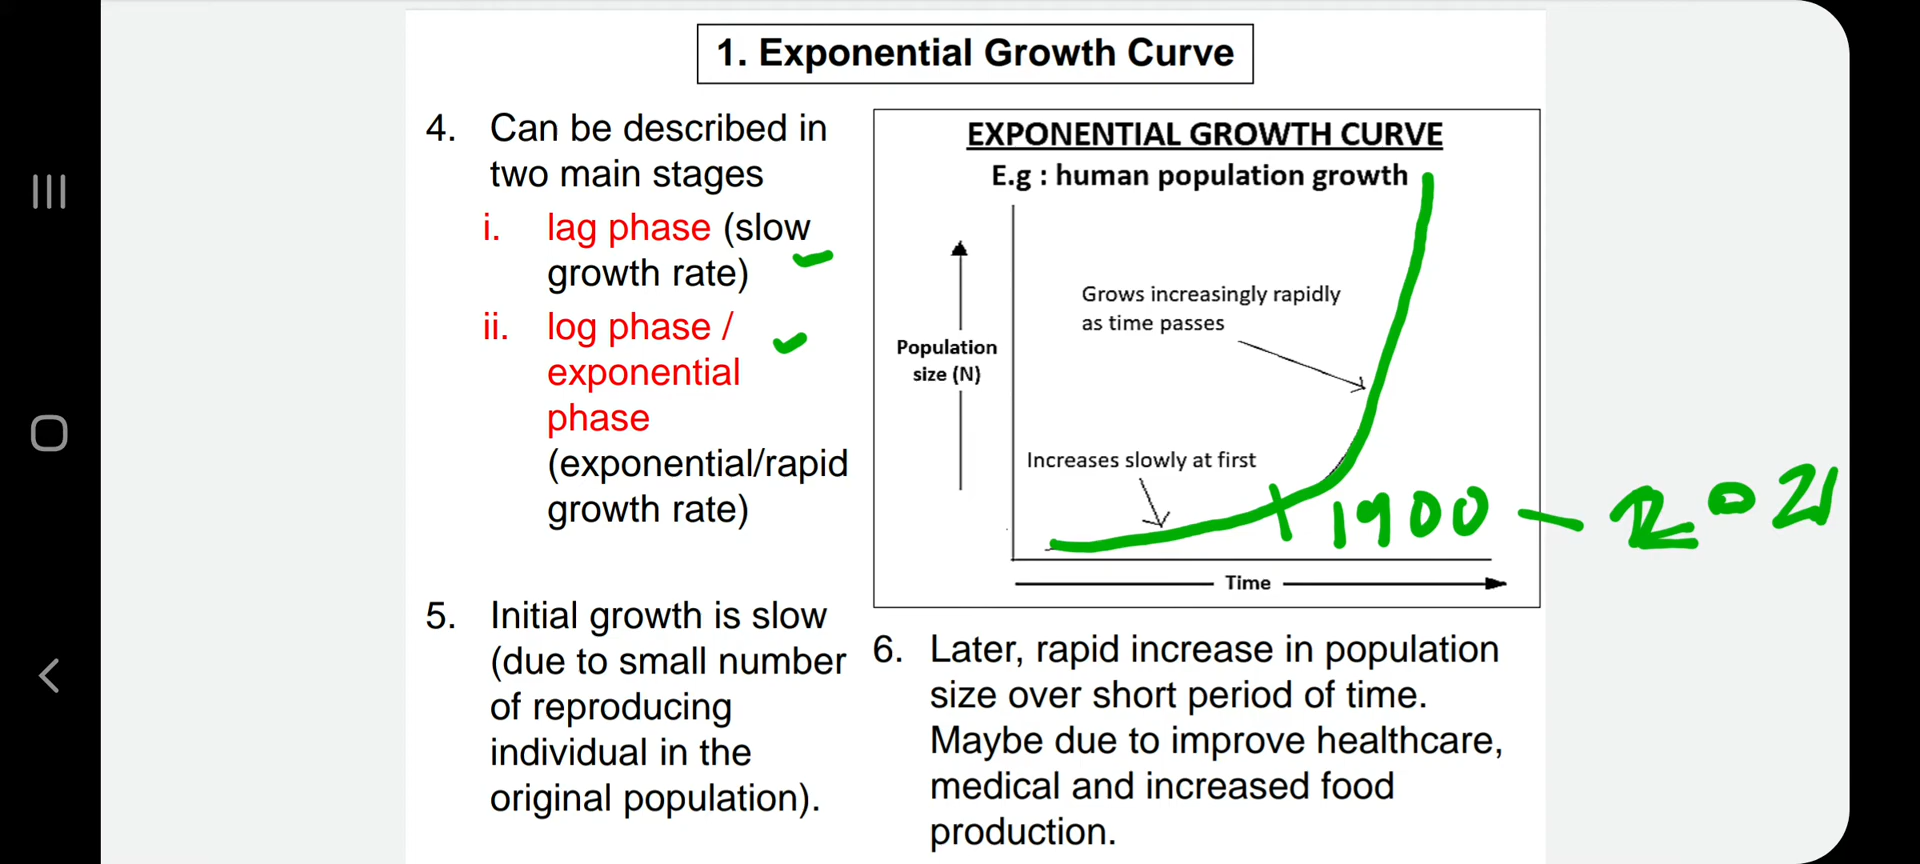 1. Exponential Growth Curve
4. Can be described in
two main stages
i. lag phase (slow
growth rate)
ii. log phase /
exponential
phase
(exponential/rapid
growth rate)
5. Initial growth is slow
(due to small number
of reproducing
individual in the
original population).
EXPONENTIAL GROWTH CURVE
E.g : human population growth
Grows increasingly rapidly
as time passes
Population
size (N)
Increases slowly at first
1900 - 2021
Time
6. Later, rapid increase in population
size over short period of time.
Maybe due to improve healthcare,
medical and increased food
production.